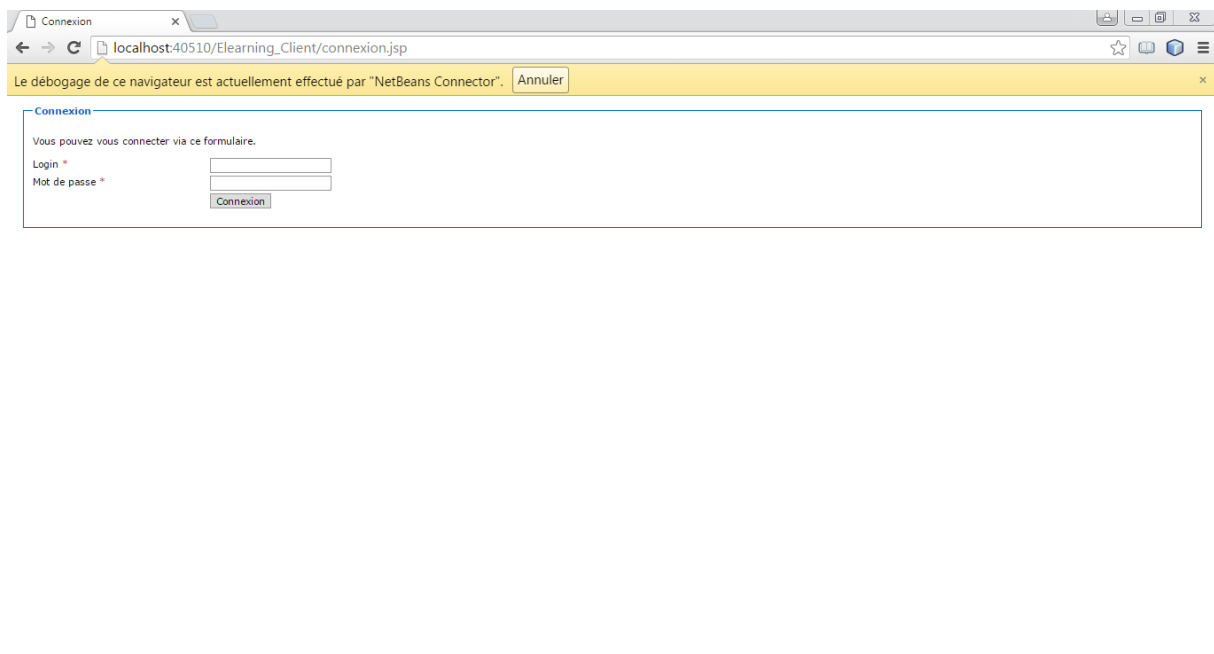 Connexion
localhost:40510/Elearning_Client/connexion.jsp
Le débogage de ce navigateur est actuellement effectué par "NetBeans Connector". Annuler
Connexion
Vous pouvez vous connecter via ce formulaire.
Login *
Mot de passe *
Connexion